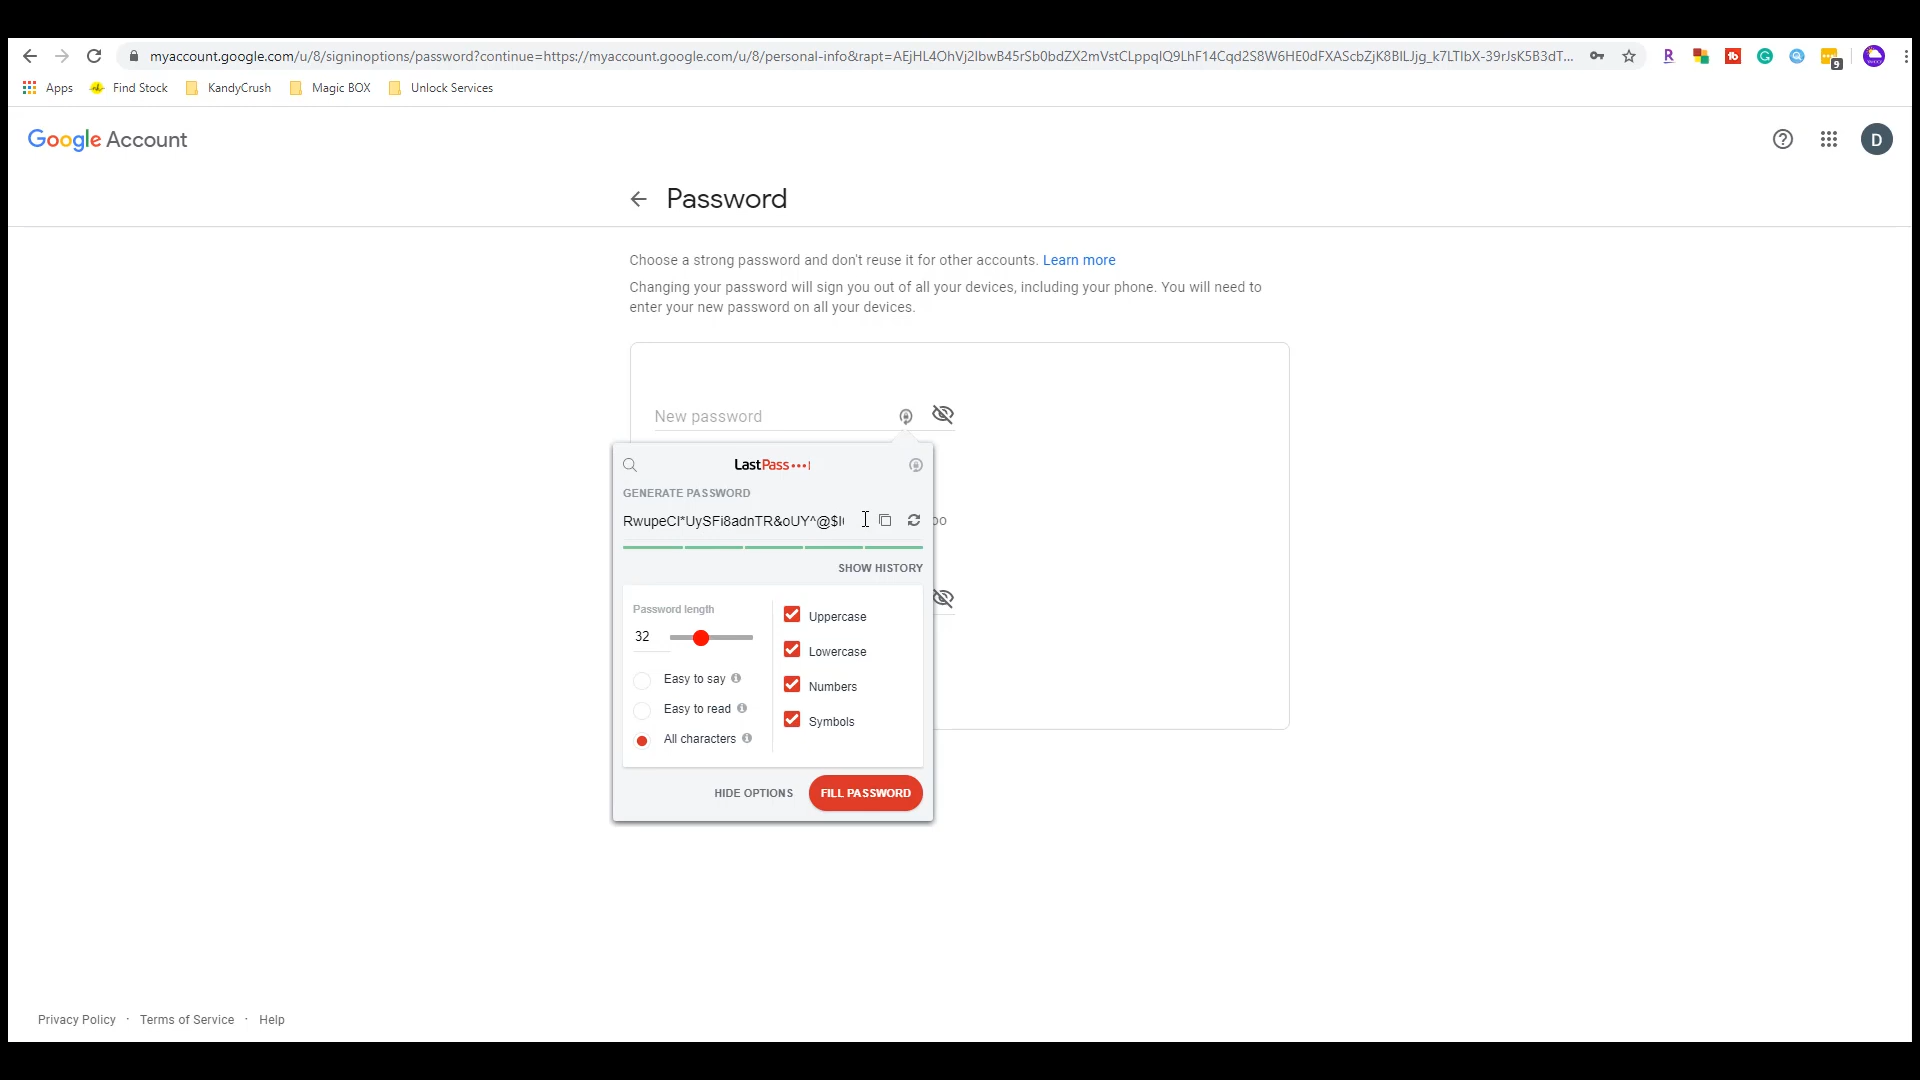 myaccount.google.com/u/8/signinoptions/password?continue=https://myaccount.google.com/u/8/personal-info&rapt=AEjHL4OhVj2IbwB45rSb0bdZX2mVstCLppqIQ9LhF14Cqd2S8W6HE0dFXAScbZjK8BlLJjg_k7LTIbX-39rJsK5B3dT...
9
Apps Find Stock KandyCrush Magic BOX Unlock Services
Google Account
D
Password
Choose a strong password and don't reuse it for other accounts. Learn more
Changing your password will sign you out of all your devices, including your phone. You will need to
enter your new password on all your devices.
New password
LastPass
GENERATE PASSWORD
RwupeCl*UySFi8adnTR&oUY^@$I
SHOW HISTORY
Password length
32
Easy to say
Easy to read
All characters
Uppercase
Lowercase
Numbers
Symbols
HIDE OPTIONS
FILL PASSWORD
Privacy Policy · Terms of Service · Help